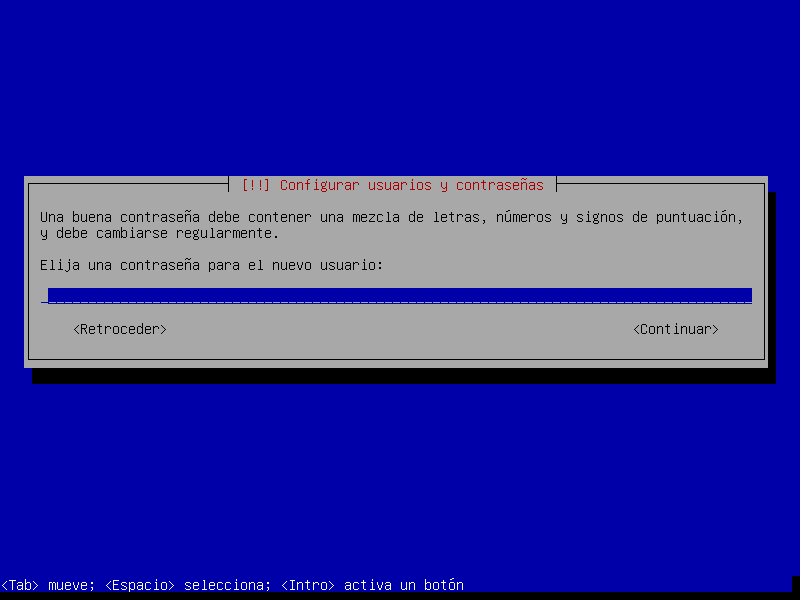 [!!] Configurar usuarios y contraseñas
Una buena contraseña debe contener una mezcla de letras, números y signos de puntuación,
y debe cambiarse regularmente.
Elija una contraseña para el nuevo usuario:
<Retroceder> <Continuar>
<Tab> mueve; <Espacio> selecciona; <Intro> activa un botón